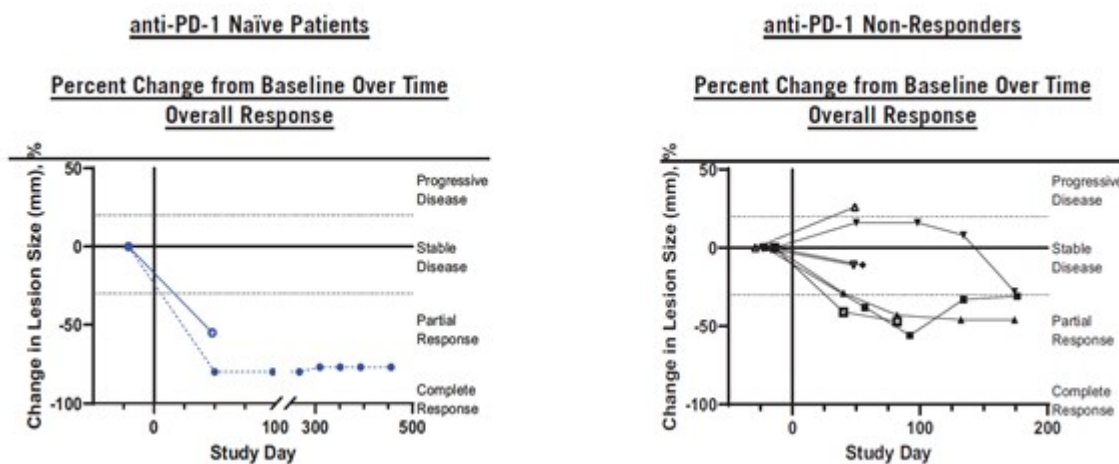 anti-PD-1 Naïve Patients
Percent Change from Baseline Over Time
Overall Response
Change in Lesion Size (mm), %
50
0
-50
-100
Progressive
Disease
Stable
Disease
Partial
Response
Complete
Response
0
100
300
500
Study Day
anti-PD-1 Non-Responders
Percent Change from Baseline Over Time
Overall Response
Change in Lesion Size (mm), %
50
0
-50
-100
Progressive
Disease
Stable
Disease
Partial
Response
Complete
Response
0
100
200
Study Day